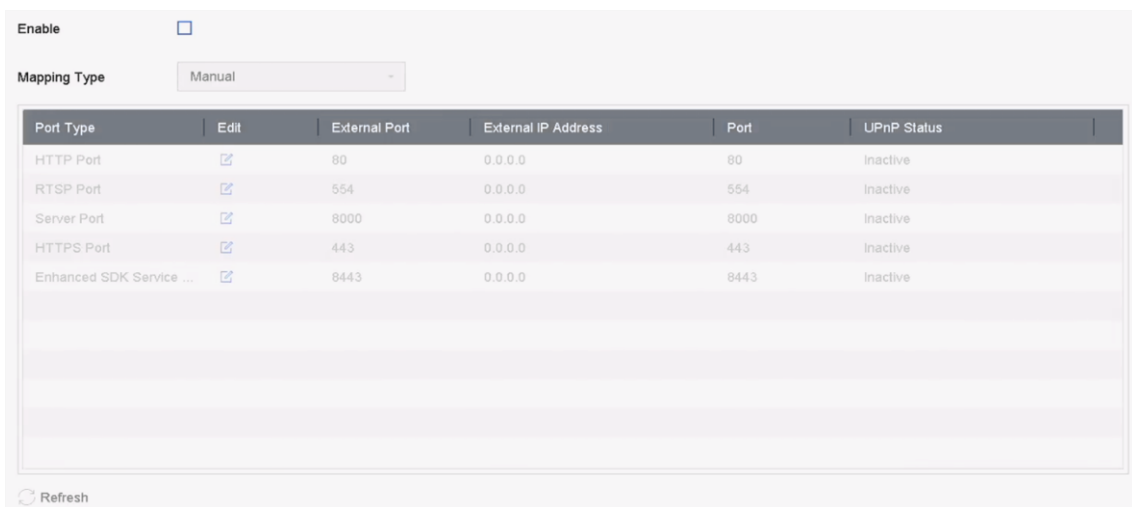 Enable
Mapping Type Manual
Port Type Edit External Port External IP Address Port UPnP Status
HTTP Port 80 0.0.0.0 80 Inactive
RTSP Port 554 0.0.0.0 554 Inactive
Server Port 8000 0.0.0.0 8000 Inactive
HTTPS Port 443 0.0.0.0 443 Inactive
Enhanced SDK Service ... 8443 0.0.0.0 8443 Inactive
Refresh